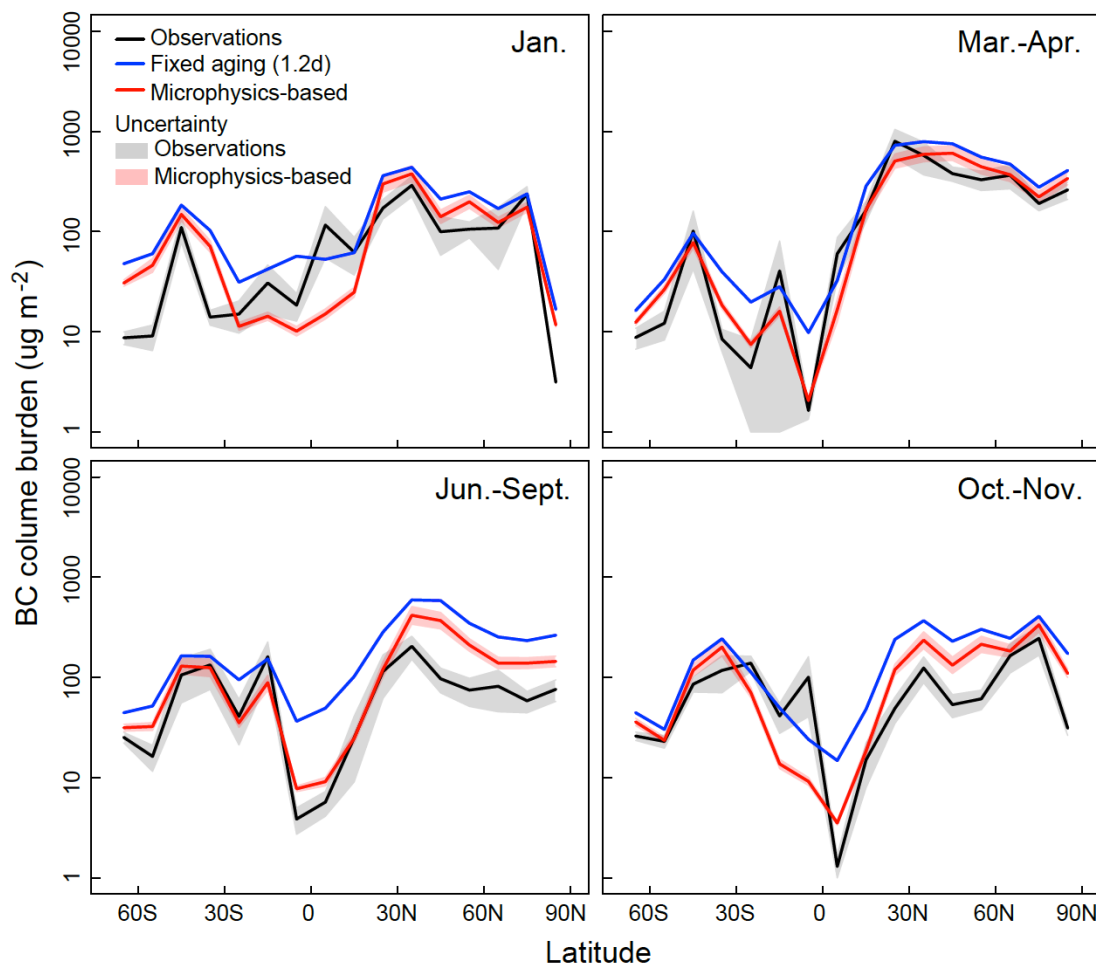 Observations
Fixed aging (1.2d)
Microphysics-based
Uncertainty
Observations
Microphysics-based
Jan.
Mar.-Apr.
Jun.-Sept.
Oct.-Nov.
BC colume burden (ug m⁻²)
10000
1000
100
10
1
10000
1000
100
10
1
60S 30S 0 30N 60N 90N
60S 30S 0 30N 60N 90N
Latitude